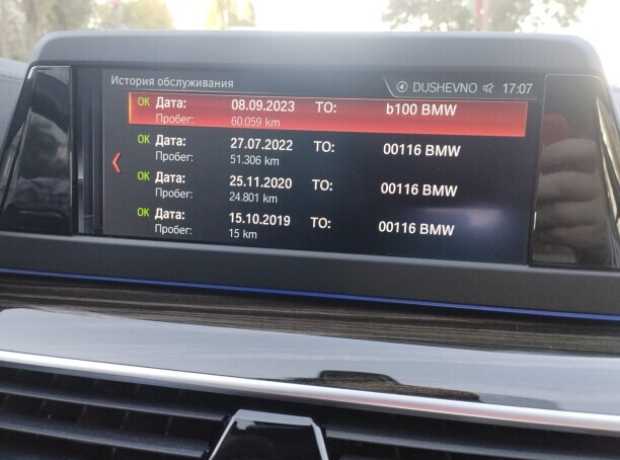 История обслуживания DUSHEVNO 17:07
OK Дата: 08.09.2023 ТО: b100 BMW
Пробег: 60.059 km
OK Дата: 27.07.2022 ТО: 00116 BMW
Пробег: 51.306 km
OK Дата: 25.11.2020 ТО: 00116 BMW
Пробег: 24.801 km
OK Дата: 15.10.2019 ТО: 00116 BMW
Пробег: 15 km